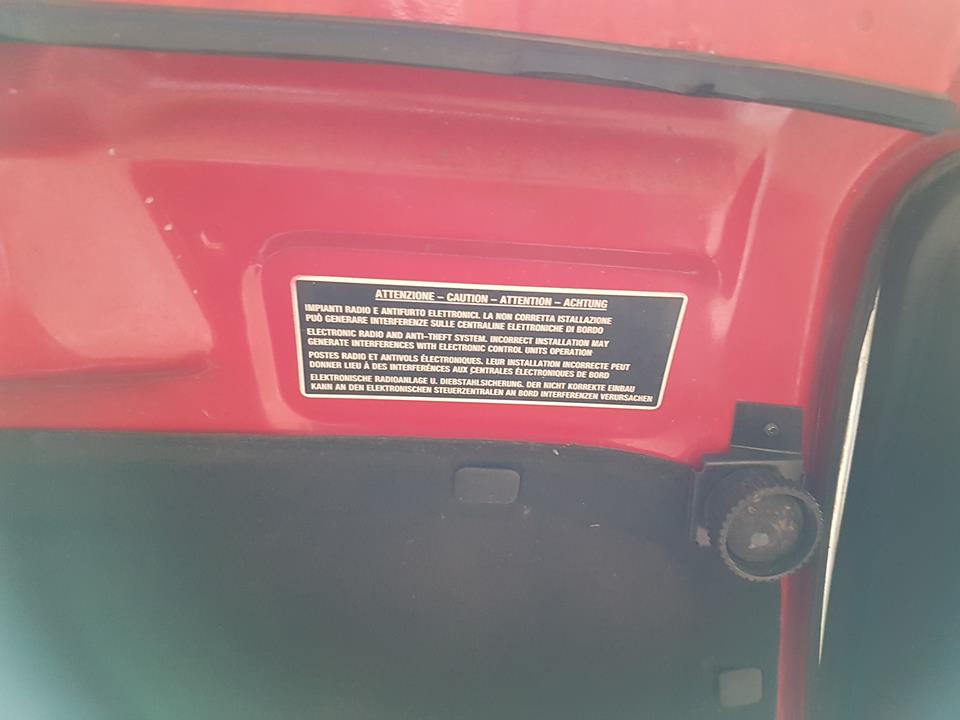 ATTENZIONE – CAUTION – ATTENTION – ACHTUNG
IMPIANTI RADIO E ANTIFURTO ELETTRONICI. LA NON CORRETTA ISTALLAZIONE
PUÒ GENERARE INTERFERENZE SULLE CENTRALINE ELETTRONICHE DI BORDO
ELECTRONIC RADIO AND ANTI–THEFT SYSTEM. INCORRECT INSTALLATION MAY
GENERATE INTERFERENCES WITH ELECTRONIC CONTROL UNITS OPERATION
POSTES RADIO ET ANTIVOLS ÉLECTRONIQUES. LEUR INSTALLATION INCORRECTE PEUT
DONNER LIEU À DES INTERFÉRENCES AUX CENTRALES ÉLECTRONIQUES DE BORD
ELEKTRONISCHE RADIOANLAGE U. DIEBSTAHLSICHERUNG. DER NICHT KORREKTE EINBAU
KANN AN DEN ELEKTRONISCHEN STEUERZENTRALEN AN BORD INTERFERENZEN VERURSACHEN